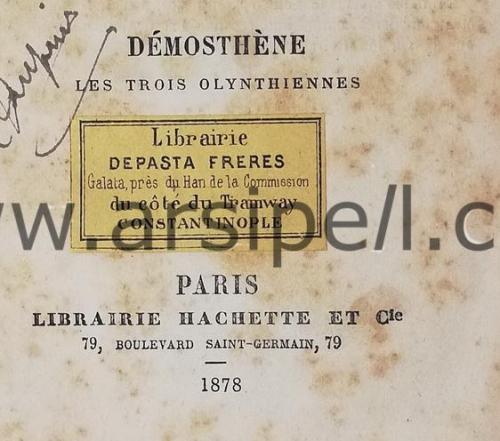 DÉMOSTHÈNE
LES TROIS OLYNTHIENNES
Librairie
DEPASTA FRERES
Galata, près du Han de la Commission
du côté du Tramway
CONSTANTINOPLE
w.arsipell.c
PARIS
LIBRAIRIE HACHETTE ET Cie
79, BOULEVARD SAINT-GERMAIN, 79
1878